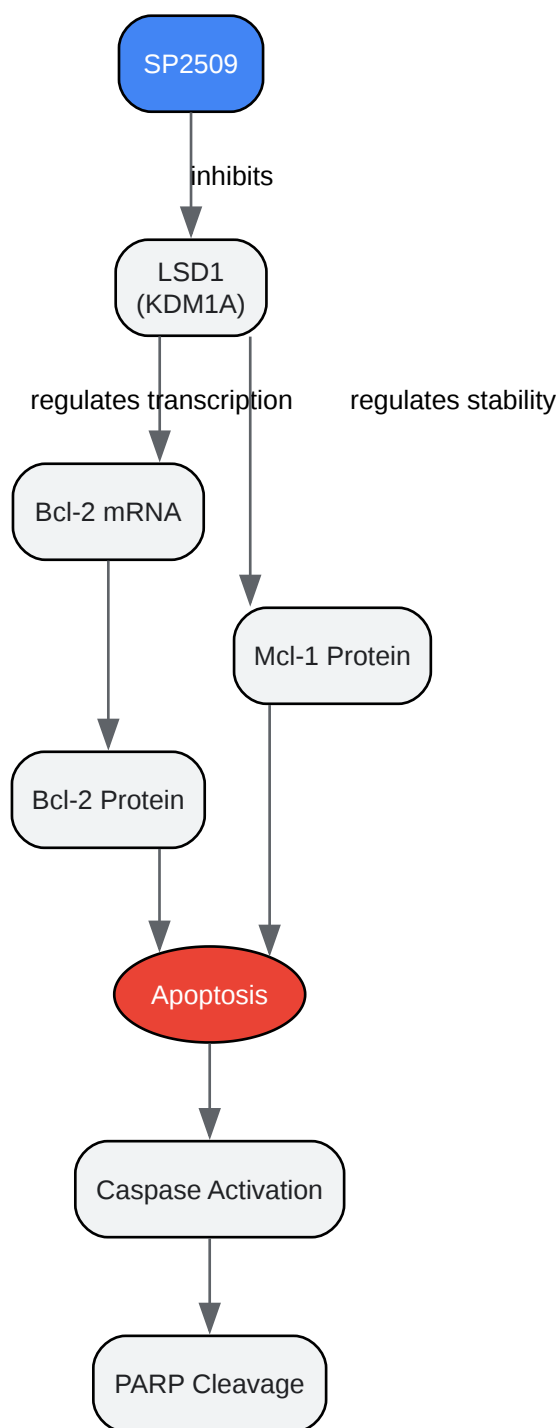 SP2509
inhibits
LSD1
(KDM1A)
regulates transcription
regulates stability
Bcl-2 mRNA
Mcl-1 Protein
Bcl-2 Protein
Apoptosis
Caspase Activation
PARP Cleavage